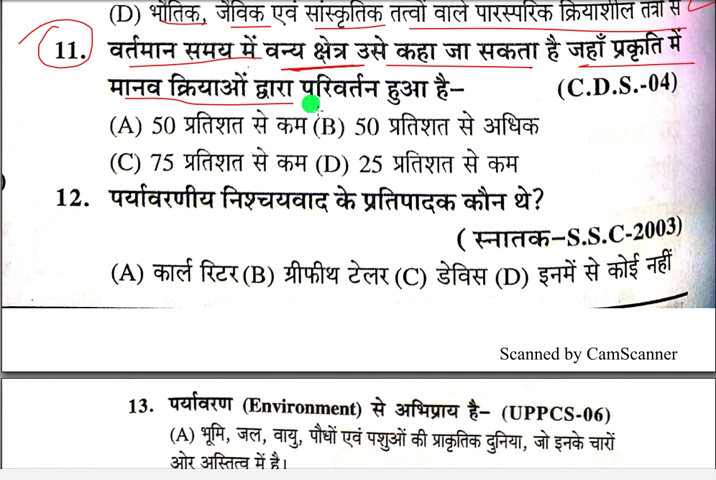 (D) भौतिक, जैविक एवं सांस्कृतिक तत्वों वाले पारस्परिक क्रियाशील तंत्रा से
11. वर्तमान समय में वन्य क्षेत्र उसे कहा जा सकता है जहाँ प्रकृति में
मानव क्रियाओं द्वारा परिवर्तन हुआ है– (C.D.S.-04)
(A) 50 प्रतिशत से कम (B) 50 प्रतिशत से अधिक
(C) 75 प्रतिशत से कम (D) 25 प्रतिशत से कम
12. पर्यावरणीय निश्चयवाद के प्रतिपादक कौन थे?
(स्नातक–S.S.C-2003)
(A) कार्ल रिटर (B) ग्रीफीथ टेलर (C) डेविस (D) इनमें से कोई नहीं
Scanned by CamScanner
13. पर्यावरण (Environment) से अभिप्राय है– (UPPCS-06)
(A) भूमि, जल, वायु, पौधों एवं पशुओं की प्राकृतिक दुनिया, जो इनके चारों
ओर अस्तित्व में है।